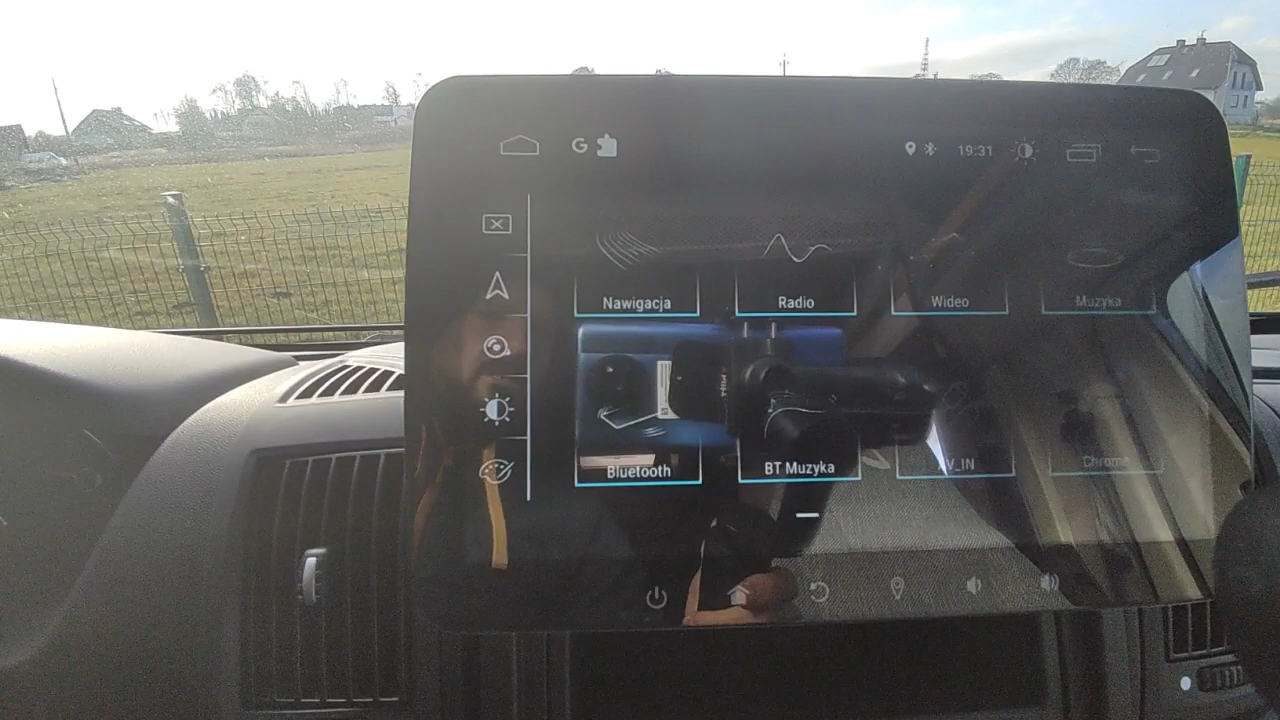 G 19:31
Nawigacja Radio Wideo Muzyka
Bluetooth BT Muzyka AV_IN Chrome